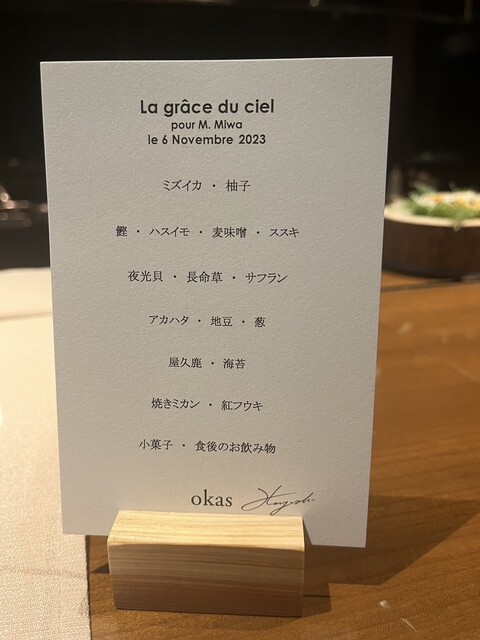 La grâce du ciel
pour M. Miwa
le 6 Novembre 2023
ミズイカ ・ 柚子
鰹 ・ ハスイモ ・ 麦味噌 ・ ススキ
夜光貝 ・ 長命草 ・ サフラン
アカハタ ・ 地豆 ・ 葱
屋久鹿 ・ 海苔
焼きミカン ・ 紅フウキ
小菓子 ・ 食後のお飲み物
okas